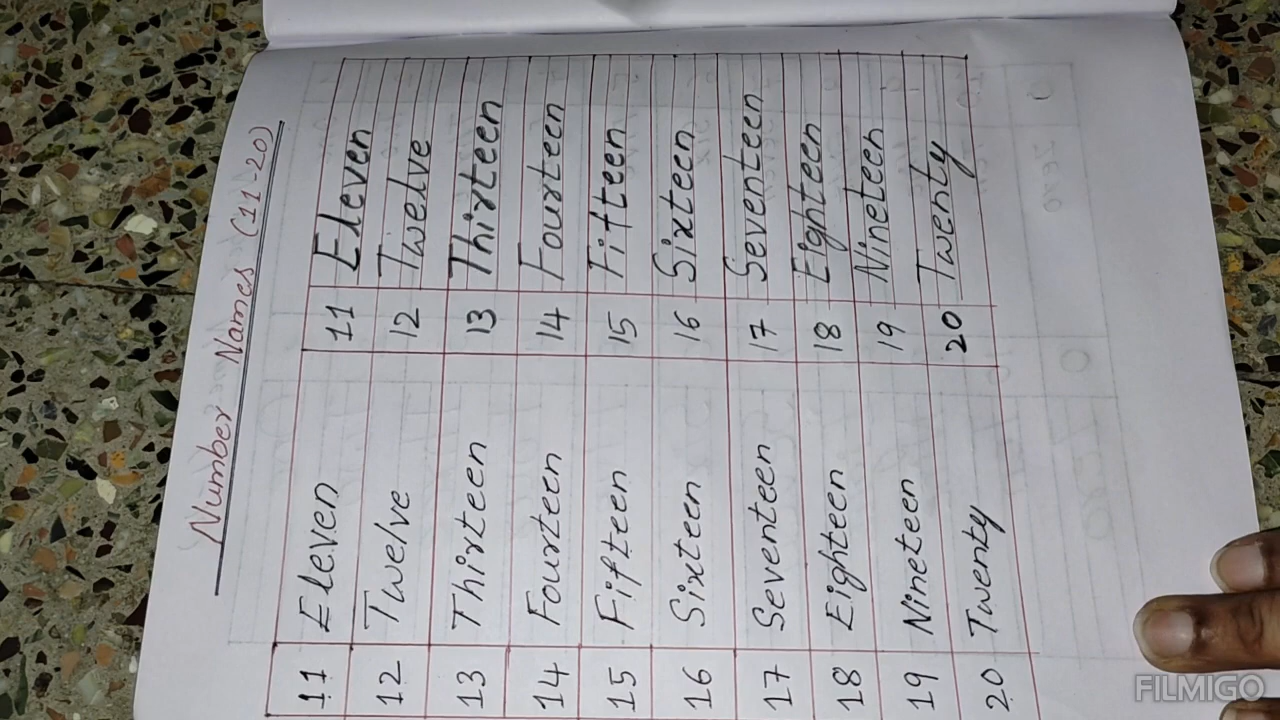 Number Names (11-20)
11 Eleven 11 Eleven
12 Twelve 12 Twelve
13 Thirteen 13 Thirteen
14 Fourteen 14 Fourteen
15 Fifteen 15 Fifteen
16 Sixteen 16 Sixteen
17 Seventeen 17 Seventeen
18 Eighteen 18 Eighteen
19 Nineteen 19 Nineteen
20 Twenty 20 Twenty
FILMIGO